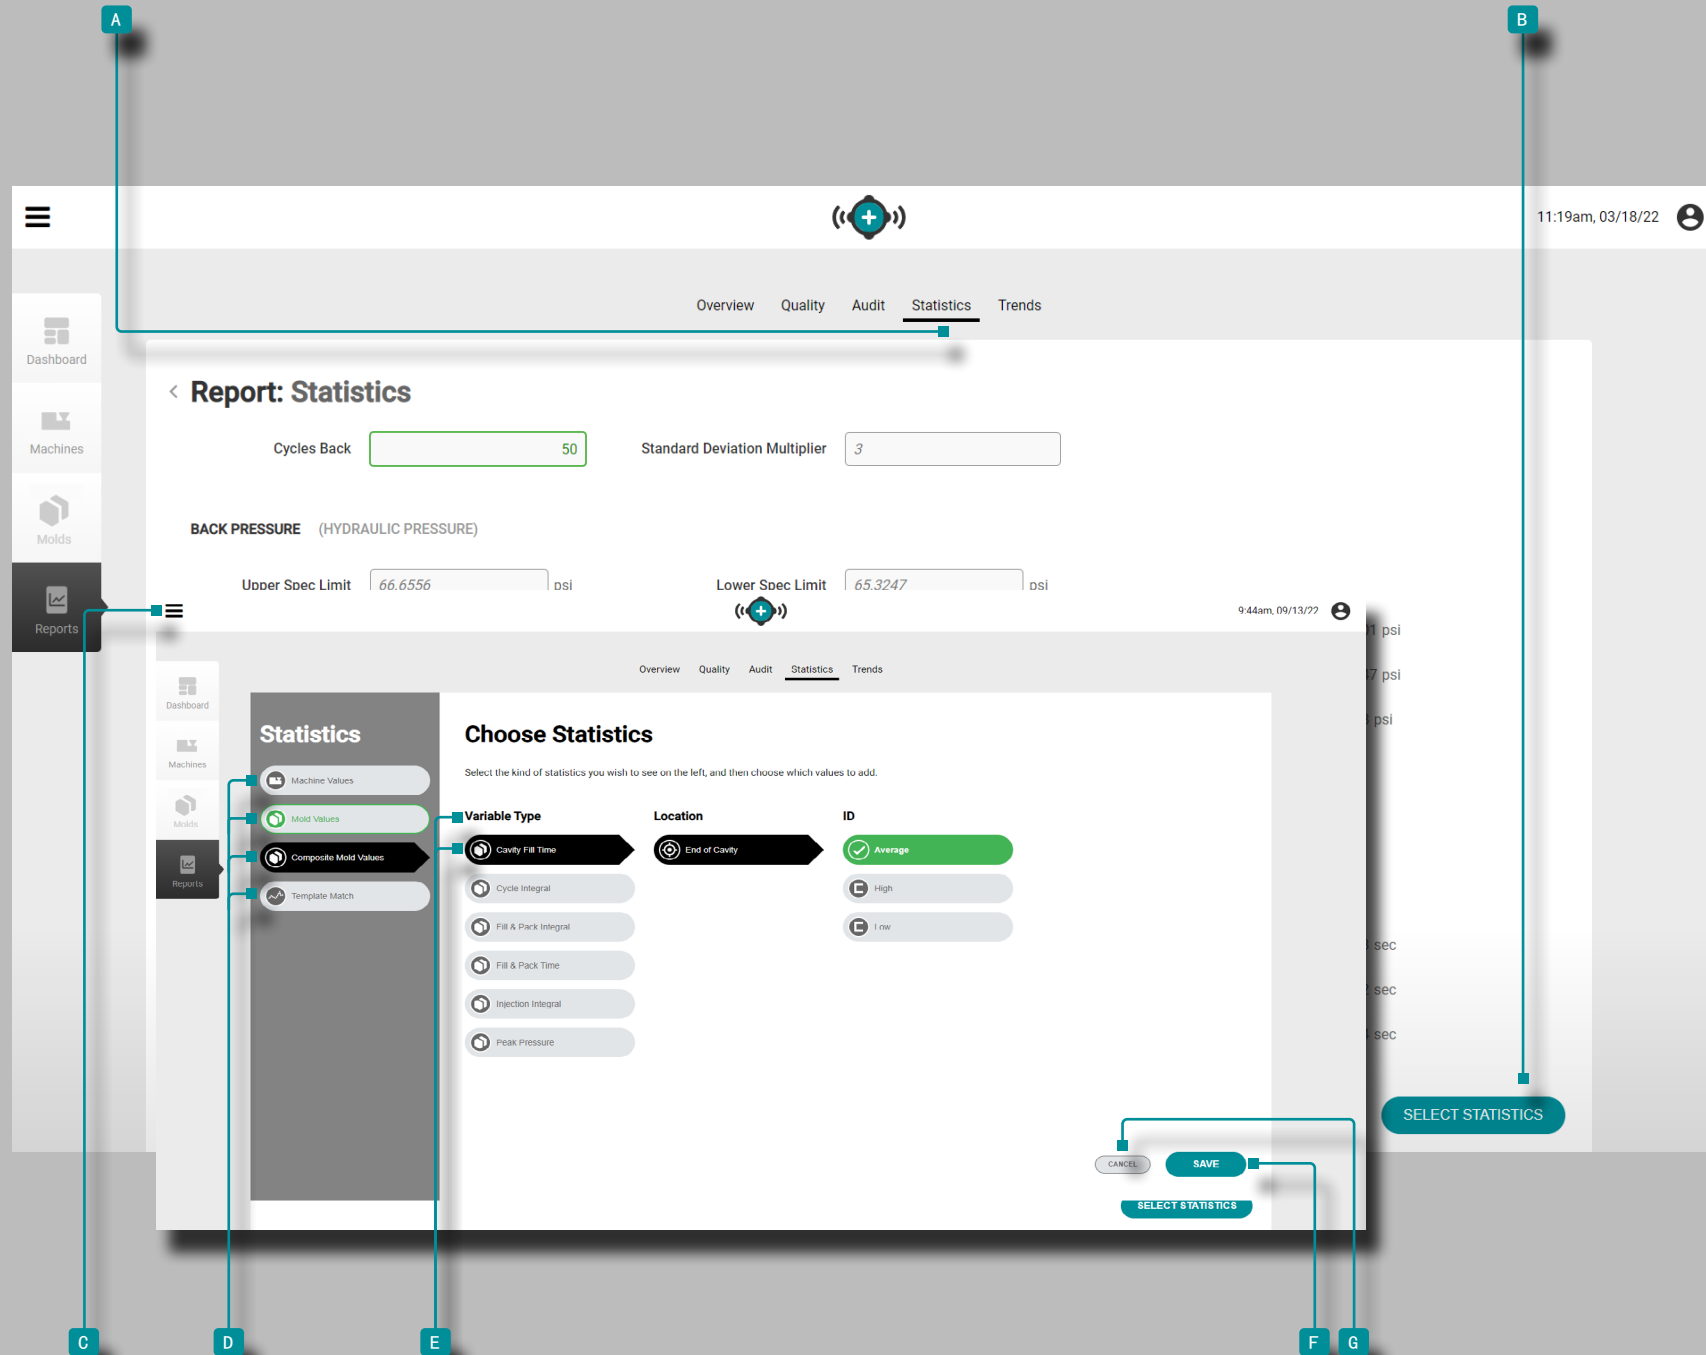 A
B
11:19am, 03/18/22
Overview Quality Audit Statistics Trends
Dashboard
Machines
Molds
Reports
Report: Statistics
Cycles Back 50 Standard Deviation Multiplier 3
BACK PRESSURE (HYDRAULIC PRESSURE)
Upper Spec Limit 66.6556 psi Lower Spec Limit 65.3247 psi
psi
psi
psi
sec
sec
sec
SELECT STATISTICS
9:44am, 09/13/22
Overview Quality Audit Statistics Trends
Dashboard
Machines
Molds
Reports
Statistics
Machine Values
Mold Values
Composite Mold Values
Template Match
Choose Statistics
Select the kind of statistics you wish to see on the left, and then choose which values to add.
Variable Type Location ID
Cavity Fill Time End of Cavity Average
Cycle Integral High
Fill & Pack Integral Low
Fill & Pack Time
Injection Integral
Peak Pressure
CANCEL SAVE
SELECT STATISTICS
C D E F G